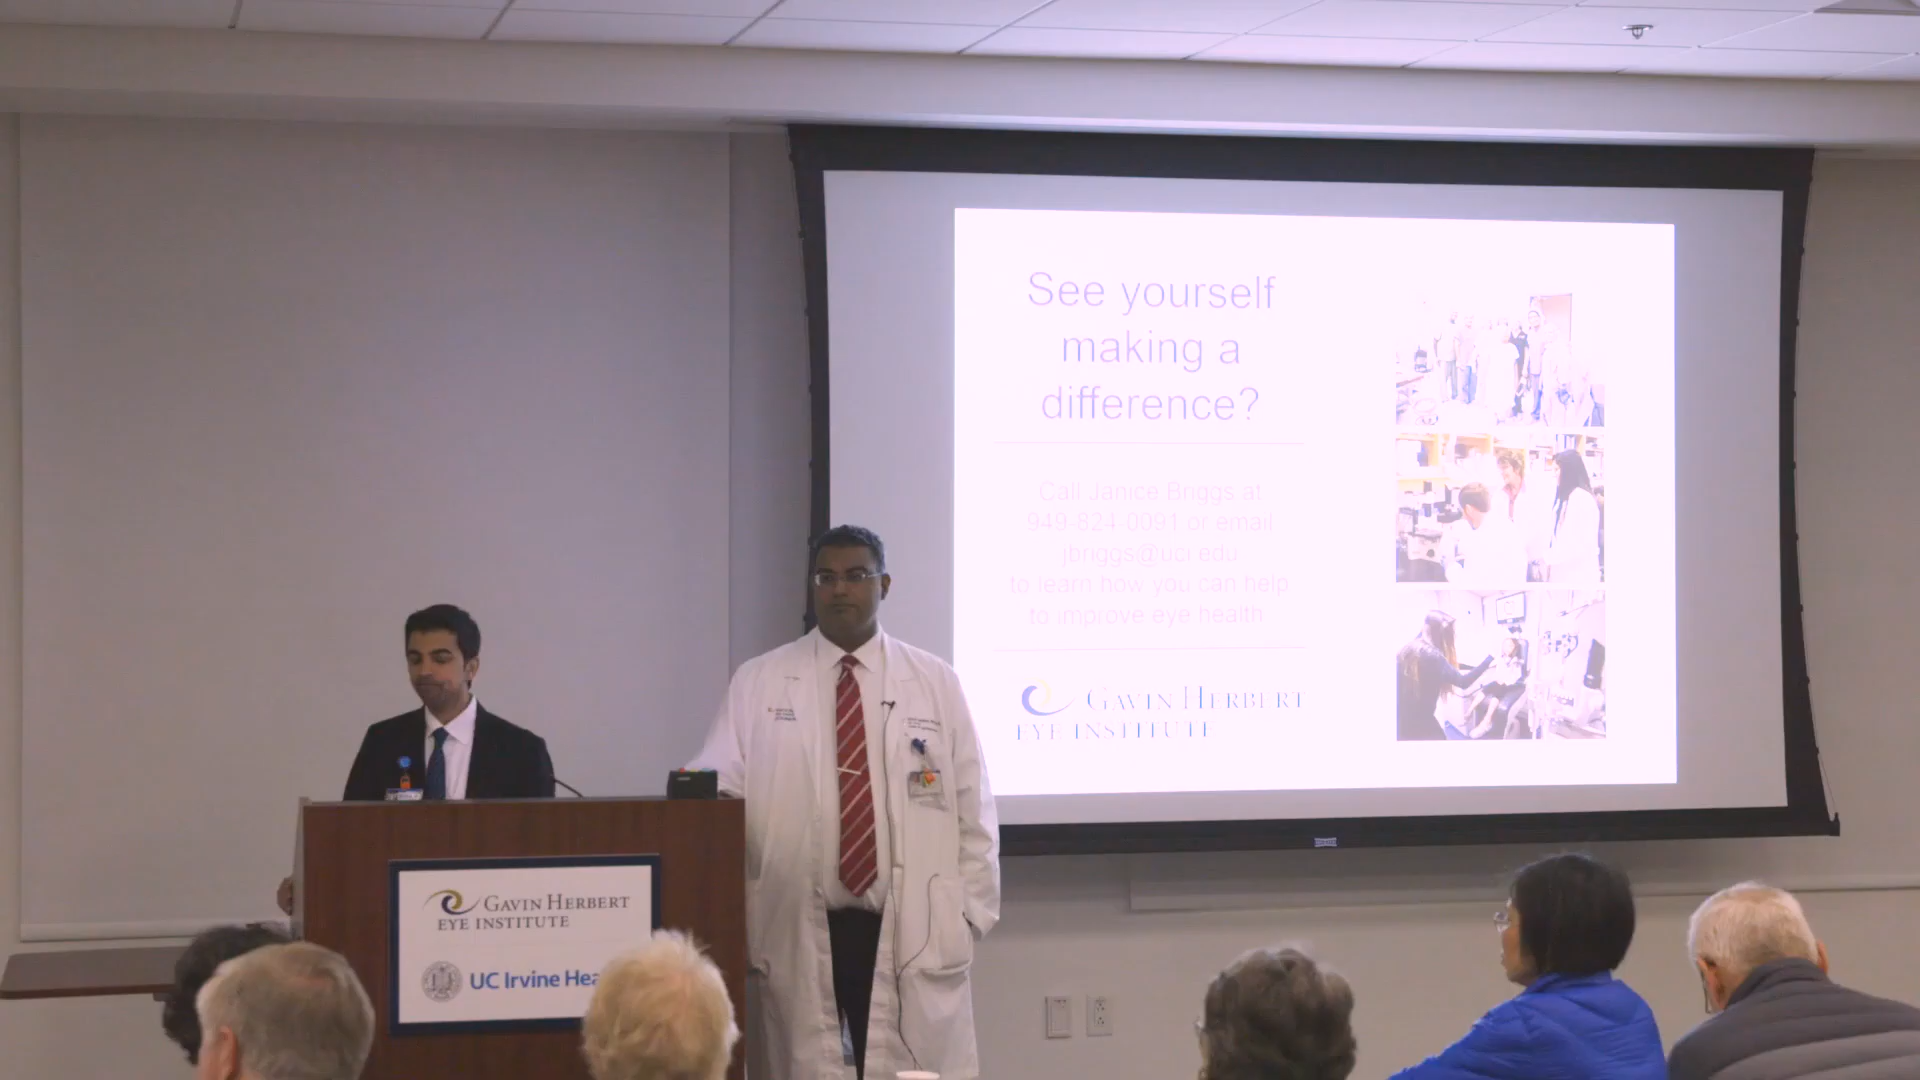 See yourself
making a
difference?
Call Janice Briggs at
949-824-0091 or email
jbriggs@uci.edu
to learn how you can help
to improve eye health
GAVIN HERBERT
EYE INSTITUTE
GAVIN HERBERT
EYE INSTITUTE
UC Irvine Hea